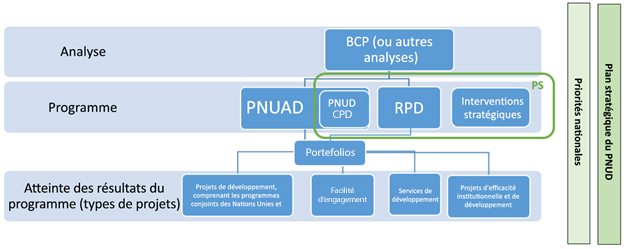 Analyse
BCP (ou autres
analyses)
Programme
PNUAD
PNUD
CPD
RPD
Interventions
stratégiques
PS
Portefolios
Atteinte des résultats du
programme (types de projets)
Projets de développement,
comprenant les programmes
conjoints des Nations Unies et
Facilité
d'engagement
Services de
développement
Projets d'efficacité
institutionnelle et de
développement
Priorités nationales
Plan stratégique du PNUD